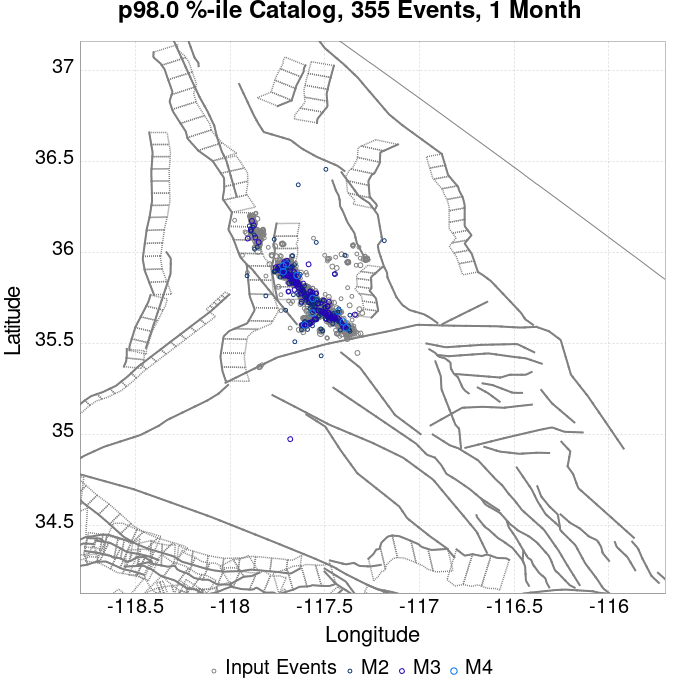 p98.0 %-ile Catalog, 355 Events, 1 Month
37
36.5
36
35.5
35
34.5
Latitude
-118.5 -118 -117.5 -117 -116.5 -116
Longitude
Input Events M2 M3 M4